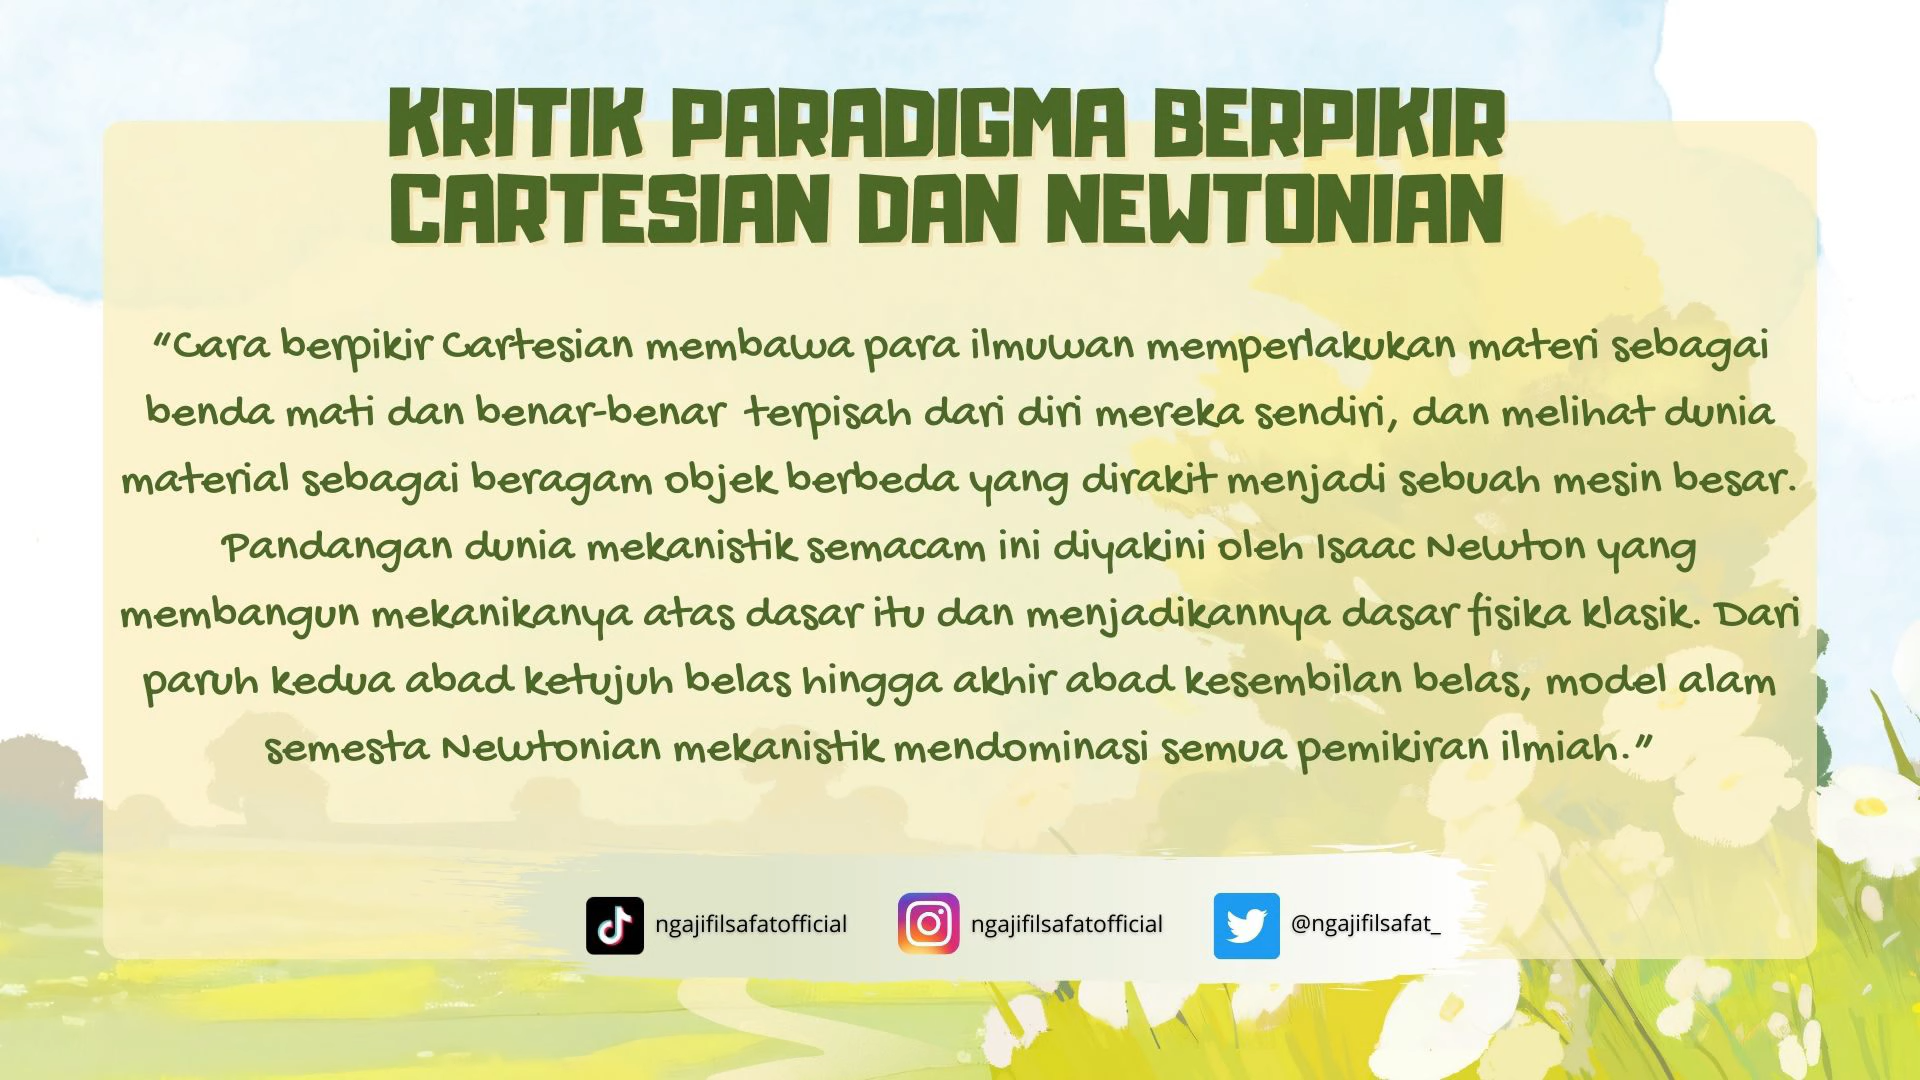 KRITIK PARADIGMA BERPIKIR
CARTESIAN DAN NEWTONIAN
"Cara berpikir Cartesian membawa para ilmuwan memperlakukan materi sebagai
benda mati dan benar-benar terpisah dari diri mereka sendiri, dan melihat dunia
material sebagai beragam objek berbeda yang dirakit menjadi sebuah mesin besar.
Pandangan dunia mekanistik semacam ini diyakini oleh Isaac Newton yang
membangun mekanikanya atas dasar itu dan menjadikannya dasar fisika klasik. Dari
paruh kedua abad ketujuh belas hingga akhir abad kesembilan belas, model alam
semesta Newtonian mekanistik mendominasi semua pemikiran ilmiah."
ngajifilsafatofficial ngajifilsafatofficial @ngajifilsafat_